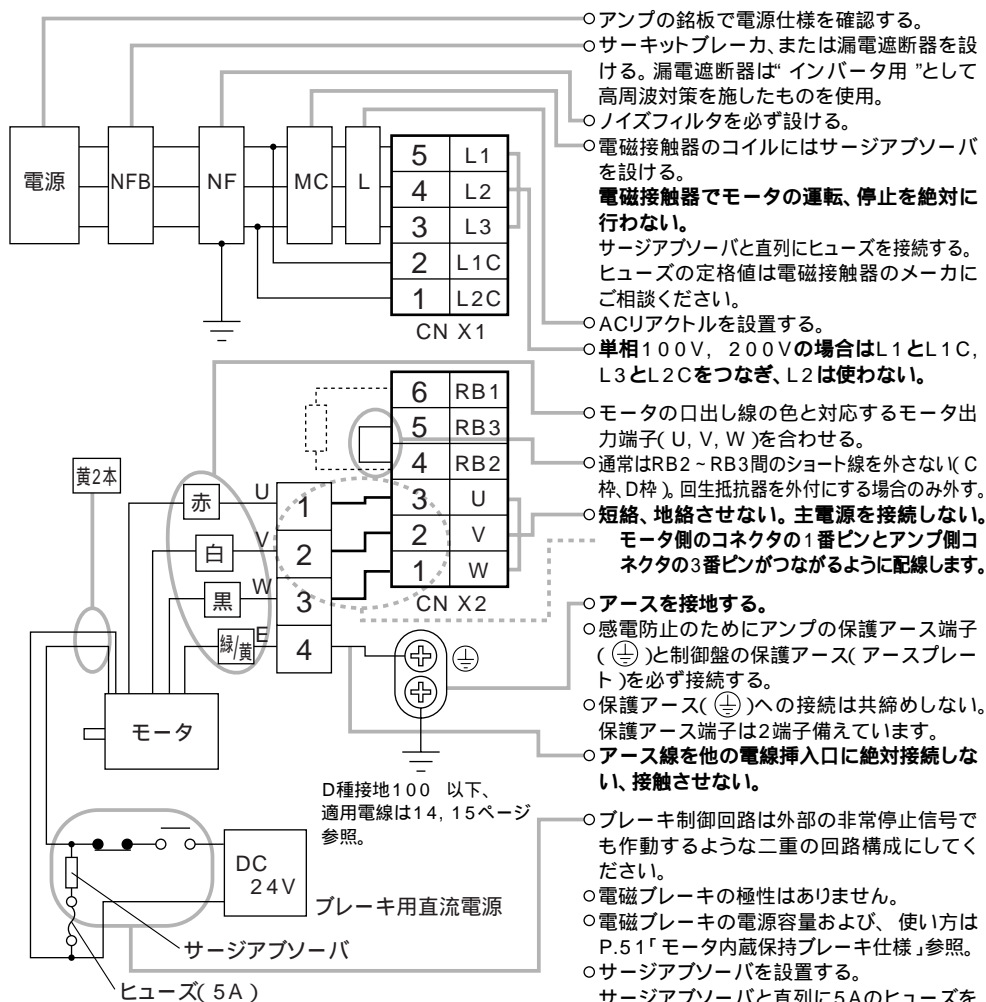 ○アンプの銘板で電源仕様を確認する。
○サーキットブレーカ、または漏電遮断器を設
ける。漏電遮断器は“インバータ用”として
高周波対策を施したものを使用。
○ノイズフィルタを必ず設ける。
○電磁接触器のコイルにはサージアブソーバ
を設ける。
電磁接触器でモータの運転、停止を絶対に
行わない。
サージアブソーバと直列にヒューズを接続する。
ヒューズの定格値は電磁接触器のメーカに
ご相談ください。
○ACリアクトルを設置する。
○単相100V, 200Vの場合はL1とL1C,
L3とL2Cをつなぎ、L2は使わない。
電源
NFB
NF
MC
L
5 L1
4 L2
3 L3
2 L1C
1 L2C
CN X1
○モータの口出し線の色と対応するモータ出
力端子(U, V, W)を合わせる。
○通常はRB2~RB3間のショート線を外さない(C
枠、D枠)。回生抵抗器を外付にする場合のみ外す。
○短絡、地絡させない。主電源を接続しない。
モータ側のコネクタの1番ピンとアンプ側コ
ネクタの3番ピンがつながるように配線します。
6 RB1
5 RB3
4 RB2
3 U
2 V
1 W
CN X2
黄2本
赤 U 1
白 V 2
黒 W 3
緑/黄 E 4
モータ
○アースを接地する。
○感電防止のためにアンプの保護アース端子
(⏚)と制御盤の保護アース(アースプレー
ト)を必ず接続する。
○保護アース(⏚)への接続は共締めしない。
保護アース端子は2端子備えています。
○アース線を他の電線挿入口に絶対接続しな
い、接触させない。
D種接地100 以下、
適用電線は14, 15ページ
参照。
DC
24V
ブレーキ用直流電源
サージアブソーバ
ヒューズ(5A)
○ブレーキ制御回路は外部の非常停止信号で
も作動するような二重の回路構成にしてく
ださい。
○電磁ブレーキの極性はありません。
○電磁ブレーキの電源容量および、使い方は
P.51「モータ内蔵保持ブレーキ仕様」参照。
○サージアブソーバを設置する。
サージアブソーバと直列に5Aのヒューズを